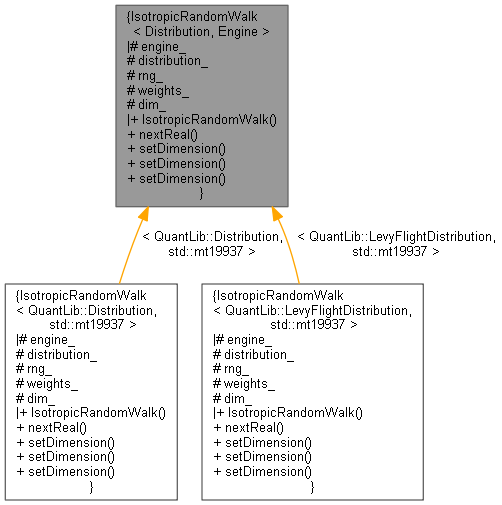 {IsotropicRandomWalk
< Distribution, Engine >
|# engine_
# distribution_
# rng_
# weights_
# dim_
|+ IsotropicRandomWalk()
+ nextReal()
+ setDimension()
+ setDimension()
+ setDimension()
}
< QuantLib::Distribution,
std::mt19937 >
< QuantLib::LevyFlightDistribution,
std::mt19937 >
{IsotropicRandomWalk
< QuantLib::Distribution,
std::mt19937 >
|# engine_
# distribution_
# rng_
# weights_
# dim_
|+ IsotropicRandomWalk()
+ nextReal()
+ setDimension()
+ setDimension()
+ setDimension()
}
{IsotropicRandomWalk
< QuantLib::LevyFlightDistribution,
std::mt19937 >
|# engine_
# distribution_
# rng_
# weights_
# dim_
|+ IsotropicRandomWalk()
+ nextReal()
+ setDimension()
+ setDimension()
+ setDimension()
}